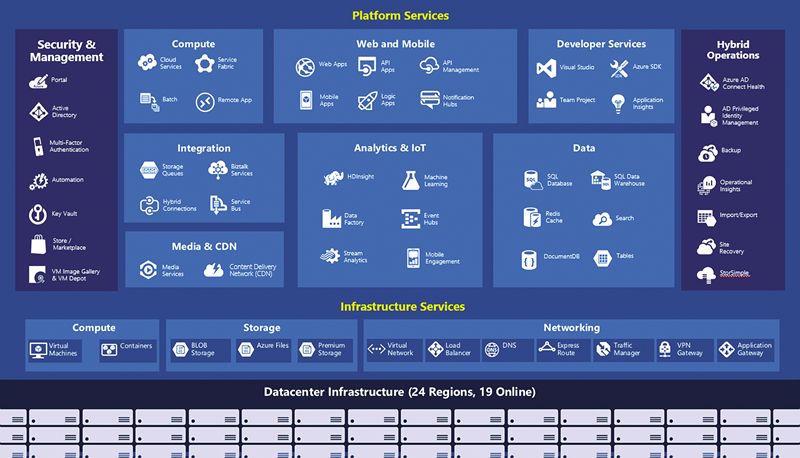 Platform Services
Security &
Management
Portal
Active
Directory
Multi-Factor
Authentication
Automation
Key Vault
Store /
Marketplace
VM Image Gallery
& VM Depot
Compute
Cloud
Services
Service
Fabric
Batch
Remote App
Web and Mobile
Web Apps
API
Apps
API
Management
Mobile
Apps
Logic
Apps
Notification
Hubs
Developer Services
Visual Studio
Azure SDK
Team Project
Application
Insights
Hybrid
Operations
Azure AD
Connect Health
AD Privileged
Identity
Management
Backup
Operational
Insights
Import/Export
Site
Recovery
StorSimple
Integration
Storage
Queues
Biztalk
Services
Hybrid
Connections
Service
Bus
Analytics & IoT
HDInsight
Machine
Learning
Data
Factory
Event
Hubs
Stream
Analytics
Mobile
Engagement
Data
SQL
Database
SQL Data
Warehouse
Redis
Cache
Search
DocumentDB
Tables
Media & CDN
Media
Services
Content Delivery
Network (CDN)
Infrastructure Services
Compute
Virtual
Machines
Containers
Storage
BLOB
Storage
Azure Files
Premium
Storage
Networking
Virtual
Network
Load
Balancer
DNS
Express
Route
Traffic
Manager
VPN
Gateway
Application
Gateway
Datacenter Infrastructure (24 Regions, 19 Online)